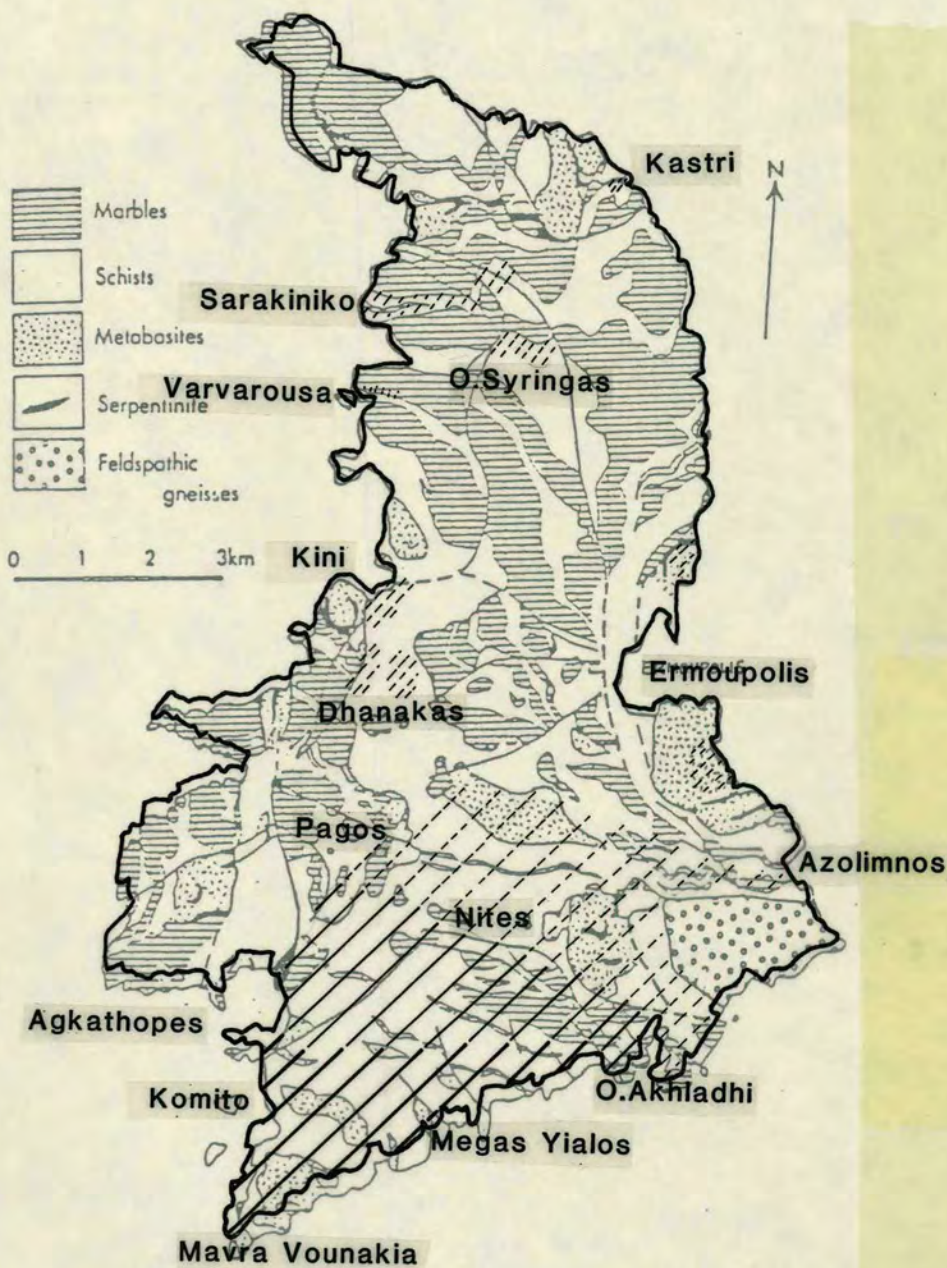 Kastri
N
Marbles
Schists
Sarakiniko
Metabasites
O.Syringas
Varvarousa
Serpentinite
Feldspathic
gneisses
0 1 2 3km
Kini
Ermoupolis
Dhanakas
Pagos
Azolimnos
Nites
Agkathopes
Komito
O.Akhladhi
Megas Yialos
Mavra Vounakia